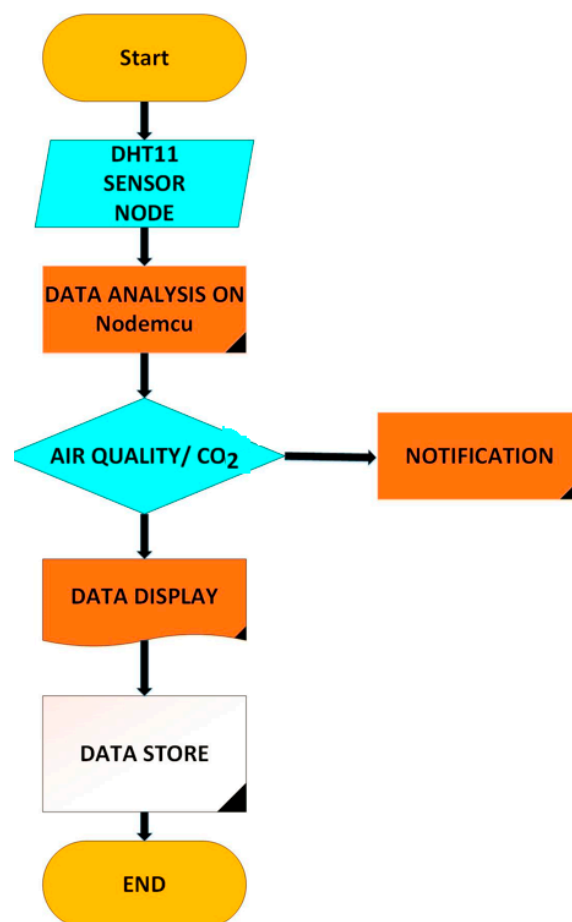 Start
DHT11
SENSOR
NODE
DATA ANALYSIS ON
Nodemcu
AIR QUALITY/ CO₂
NOTIFICATION
DATA DISPLAY
DATA STORE
END